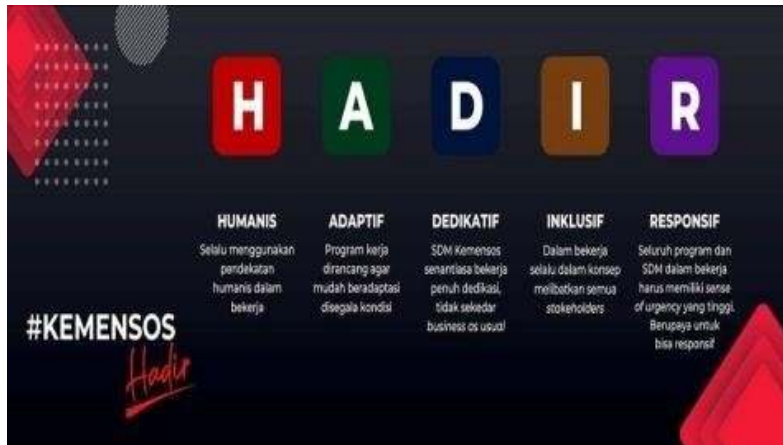 H A D I R
HUMANIS
Selalu menggunakan
pendekatan
humanis dalam
bekerja
ADAPTIF
Program kerja
dirancang agar
mudah beradaptasi
disegala kondisi
DEDIKATIF
SDM Kemensos
senantiasa bekerja
penuh dedikasi,
tidak sekedar
business as usual
INKLUSIF
Dalam bekerja
selalu dalam konsep
melibatkan semua
stakeholders
RESPONSIF
Seluruh program dan
SDM dalam bekerja
harus memiliki sense
of urgency yang tinggi.
Berupaya untuk
bisa responsif
#KEMENSOS
Hadir